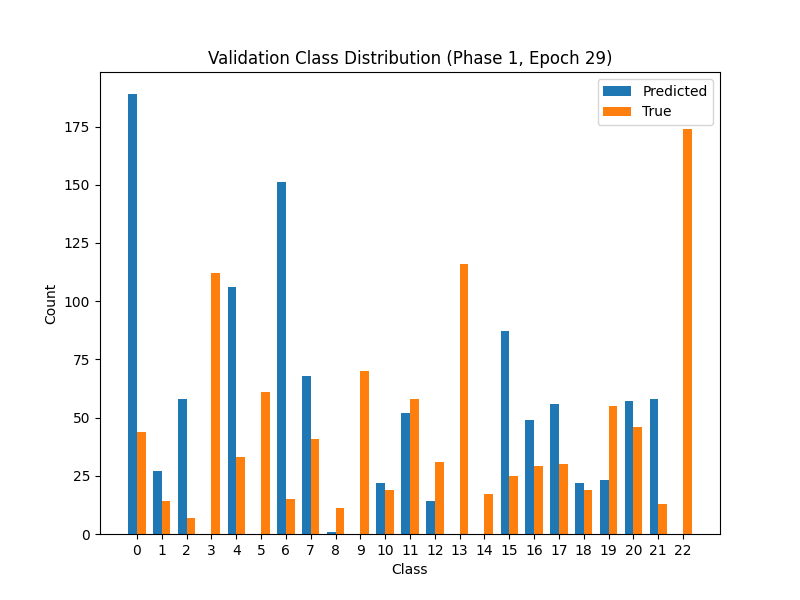 Validation Class Distribution (Phase 1, Epoch 29)
Predicted
True
175
150
125
100
75
50
25
0
Count
0 1 2 3 4 5 6 7 8 9 10 11 12 13 14 15 16 17 18 19 20 21 22
Class